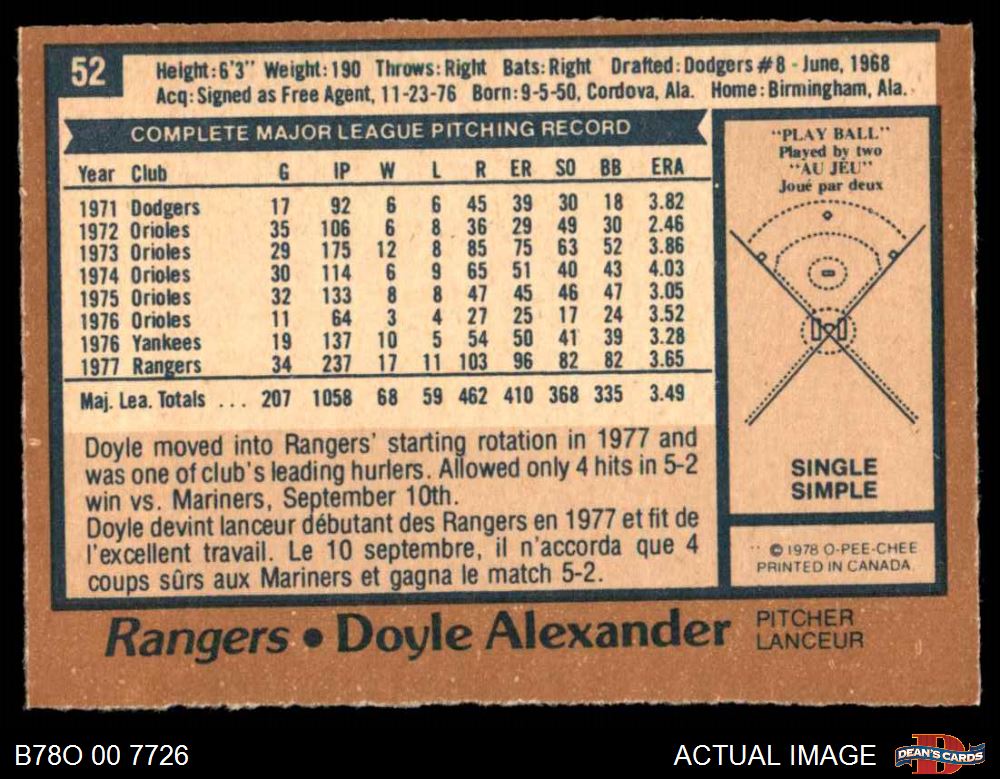 52
Height:6'3" Weight:190 Throws:Right Bats:Right Drafted:Dodgers #8 - June, 1968
Acq:Signed as Free Agent, 11-23-76 Born:9-5-50, Cordova, Ala. Home:Birmingham, Ala.
COMPLETE MAJOR LEAGUE PITCHING RECORD
Year Club G IP W L R ER SO BB ERA
1971 Dodgers 17 92 6 6 45 39 30 18 3.82
1972 Orioles 35 106 6 8 36 29 49 30 2.46
1973 Orioles 29 175 12 8 85 75 63 52 3.86
1974 Orioles 30 114 6 9 65 51 40 43 4.03
1975 Orioles 32 133 8 8 47 45 46 47 3.05
1976 Orioles 11 64 3 4 27 25 17 24 3.52
1976 Yankees 19 137 10 5 54 50 41 39 3.28
1977 Rangers 34 237 17 11 103 96 82 82 3.65
Maj. Lea. Totals ... 207 1058 68 59 462 410 368 335 3.49
Doyle moved into Rangers' starting rotation in 1977 and
was one of club's leading hurlers. Allowed only 4 hits in 5-2
win vs. Mariners, September 10th.
Doyle devint lanceur débutant des Rangers en 1977 et fit de
l'excellent travail. Le 10 septembre, il n'accorda que 4
coups sûrs aux Mariners et gagna le match 5-2.
"PLAY BALL"
Played by two
"AU JEU"
Joué par deux
SINGLE
SIMPLE
© 1978 O-PEE-CHEE
PRINTED IN CANADA
Rangers • Doyle Alexander
PITCHER
LANCEUR
B78O 00 7726
ACTUAL IMAGE
DEAN'S CARDS